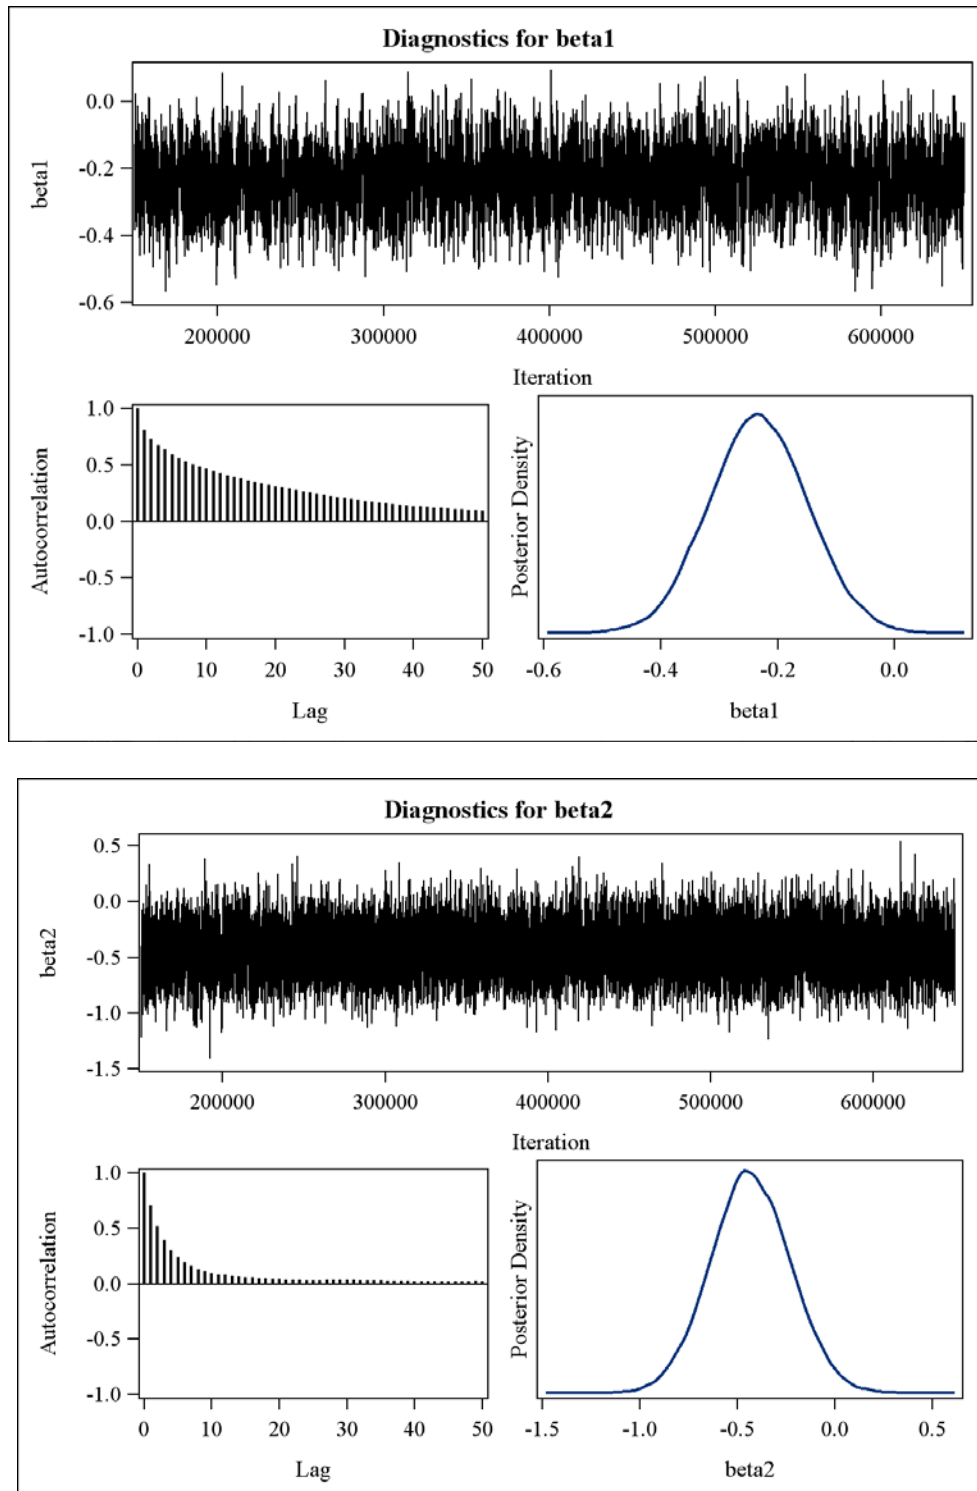 Diagnostics for beta1
beta1
0.0
-0.2
-0.4
-0.6
200000 300000 400000 500000 600000
Iteration
Autocorrelation
1.0
0.5
0.0
-0.5
-1.0
0 10 20 30 40 50
Lag
Posterior Density
-0.6 -0.4 -0.2 0.0
beta1
Diagnostics for beta2
beta2
0.5
0.0
-0.5
-1.0
-1.5
200000 300000 400000 500000 600000
Iteration
Autocorrelation
1.0
0.5
0.0
-0.5
-1.0
0 10 20 30 40 50
Lag
Posterior Density
-1.5 -1.0 -0.5 0.0 0.5
beta2